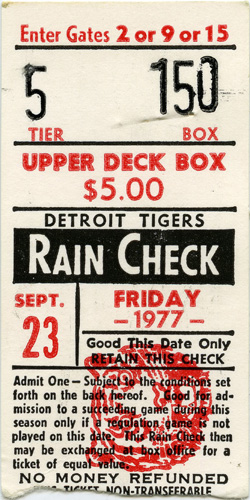 Enter Gates 2 or 9 or 15
5 150
TIER BOX
UPPER DECK BOX
$5.00
DETROIT TIGERS
RAIN CHECK
SEPT. FRIDAY
23 —1977—
Good This Date Only
RETAIN THIS CHECK
Admit One — Subject to the conditions set
forth on the back hereof. Good for ad-
mission to a succeeding game during this
season only if a regulation game is not
played on this date. This Rain Check then
may be exchanged at box office for a
ticket of equal value.
NO MONEY REFUNDED
TICKET NON-TRANSFERABLE